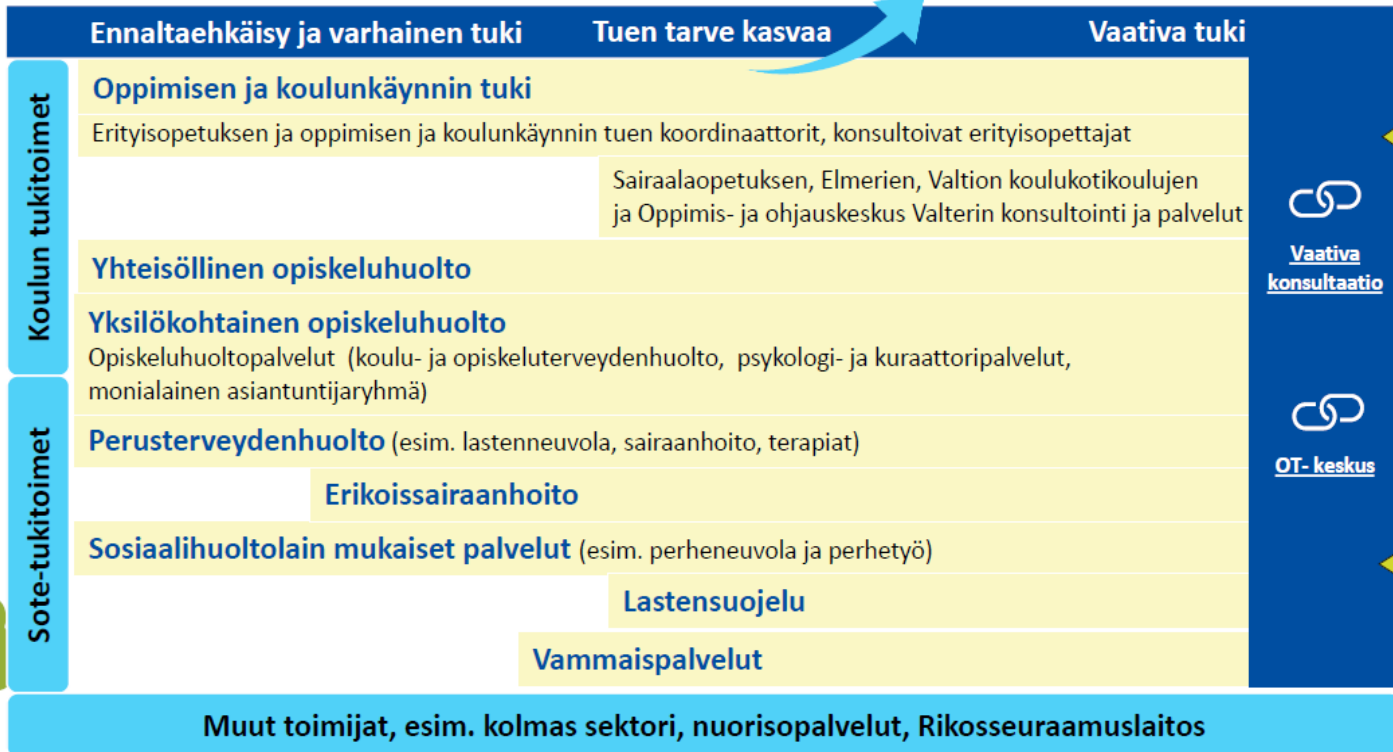 Ennaltaehkäisy ja varhainen tuki
Tuen tarve kasvaa
Vaativa tuki
Koulun tukitoimet
Oppimisen ja koulunkäynnin tuki
Erityisopetuksen ja oppimisen ja koulunkäynnin tuen koordinaattorit, konsultoivat erityisopettajat
Sairaalaopetuksen, Elmerien, Valtion koulukotikoulujen
ja Oppimis- ja ohjauskeskus Valterin konsultointi ja palvelut
Yhteisöllinen opiskeluhuolto
Yksilökohtainen opiskeluhuolto
Opiskeluhuoltopalvelut (koulu- ja opiskeluterveydenhuolto, psykologi- ja kuraattoripalvelut,
monialainen asiantuntijaryhmä)
Sote-tukitoimet
Perusterveydenhuolto (esim. lastenneuvola, sairaanhoito, terapiat)
Erikoissairaanhoito
Sosiaalihuoltolain mukaiset palvelut (esim. perheneuvola ja perhetyö)
Lastensuojelu
Vammaispalvelut
Vaativa
konsultaatio
OT- keskus
Muut toimijat, esim. kolmas sektori, nuorisopalvelut, Rikosseuraamuslaitos